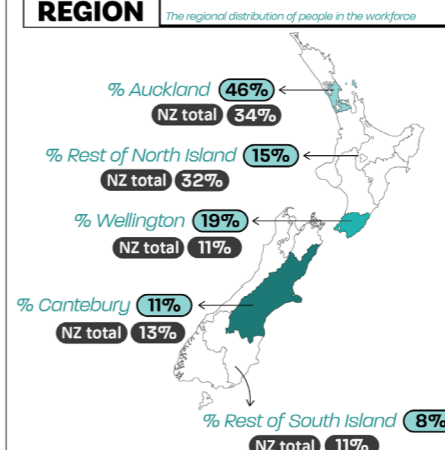 REGION
The regional distribution of people in the workforce
% Auckland 46%
NZ total 34%
% Rest of North Island 15%
NZ total 32%
% Wellington 19%
NZ total 11%
% Cantebury 11%
NZ total 13%
% Rest of South Island 8%
NZ total 11%